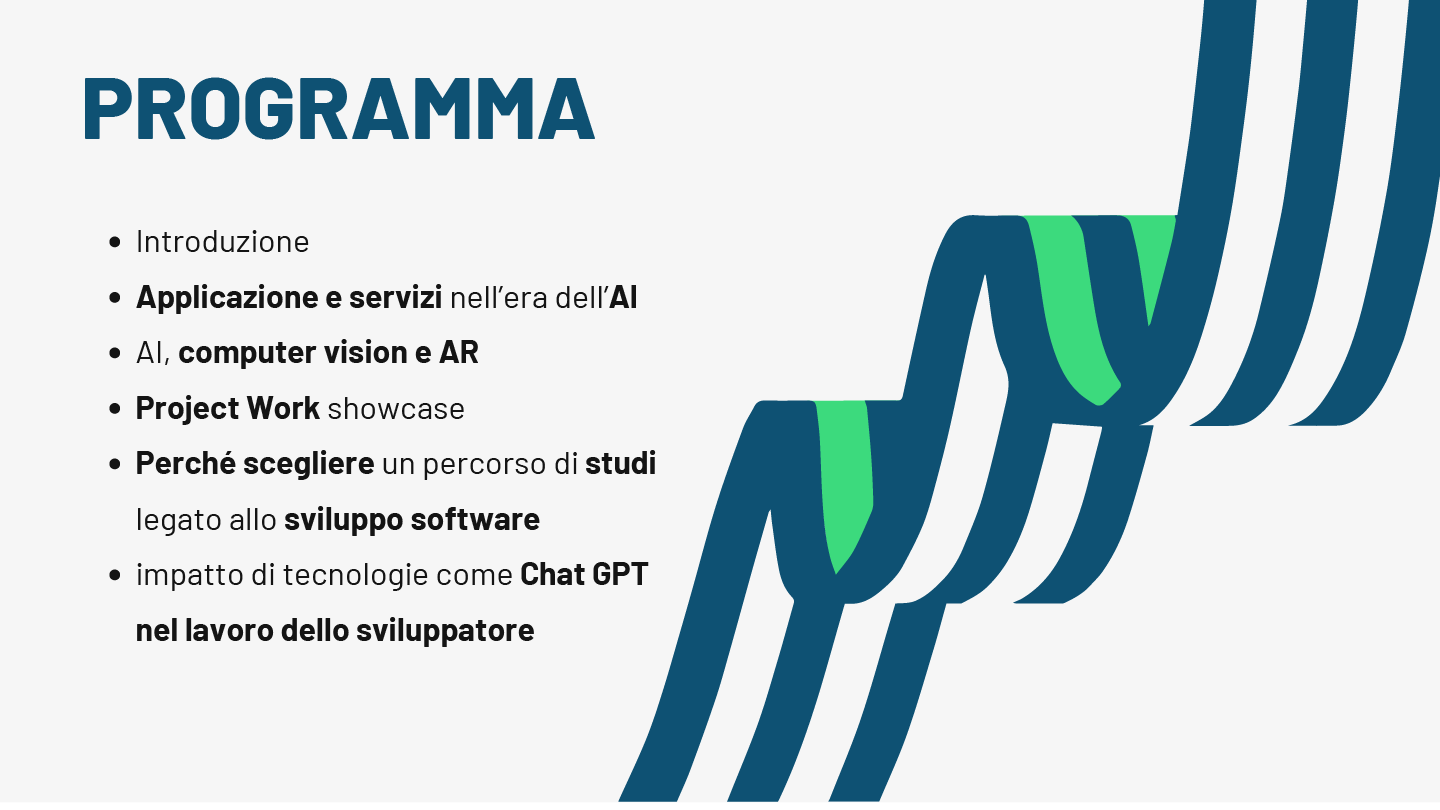 PROGRAMMA
• Introduzione
• Applicazione e servizi nell’era dell’AI
• AI, computer vision e AR
• Project Work showcase
• Perché scegliere un percorso di studi
legato allo sviluppo software
• impatto di tecnologie come Chat GPT
nel lavoro dello sviluppatore